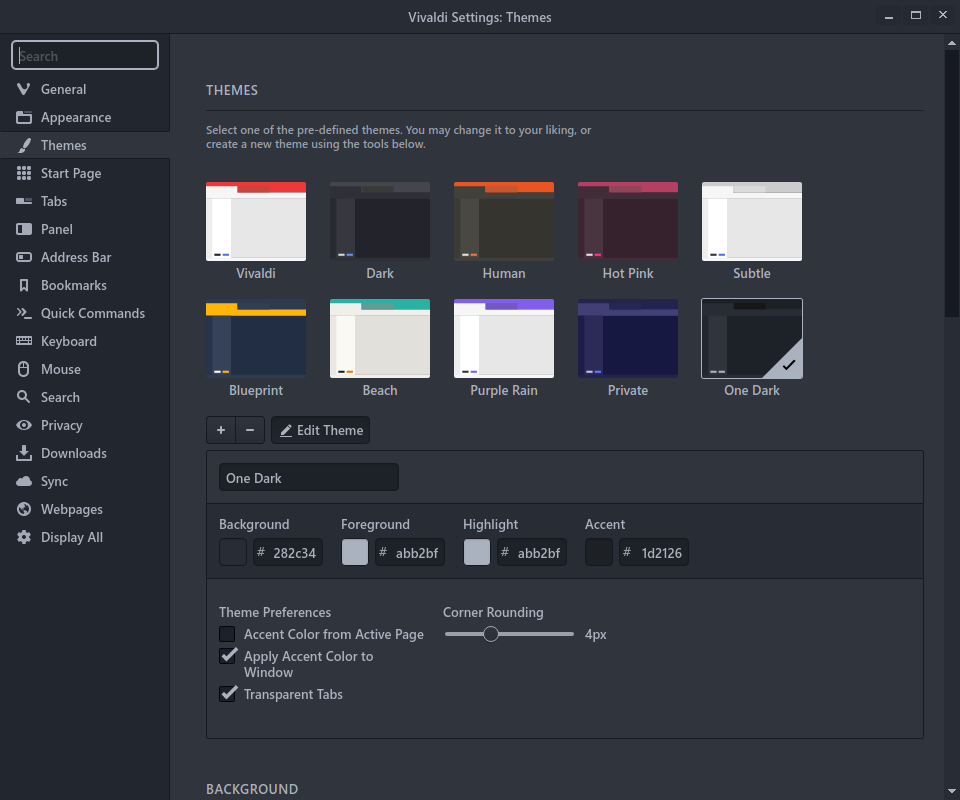 Vivaldi Settings: Themes
Search
General
Appearance
Themes
Start Page
Tabs
Panel
Address Bar
Bookmarks
Quick Commands
Keyboard
Mouse
Search
Privacy
Downloads
Sync
Webpages
Display All
THEMES
Select one of the pre-defined themes. You may change it to your liking, or
create a new theme using the tools below.
Vivaldi Dark Human Hot Pink Subtle
Blueprint Beach Purple Rain Private One Dark
+ − Edit Theme
One Dark
Background Foreground Highlight Accent
# 282c34 # abb2bf # abb2bf # 1d2126
Theme Preferences Corner Rounding
Accent Color from Active Page 4px
Apply Accent Color to
Window
Transparent Tabs
BACKGROUND